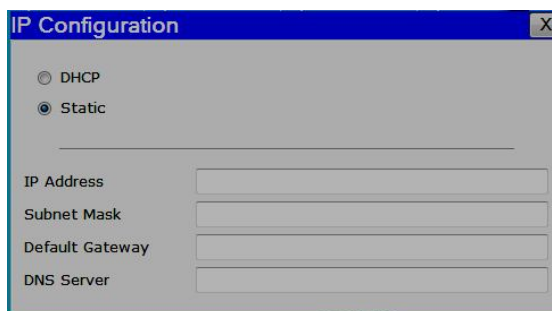 IP Configuration X
DHCP
Static
IP Address
Subnet Mask
Default Gateway
DNS Server